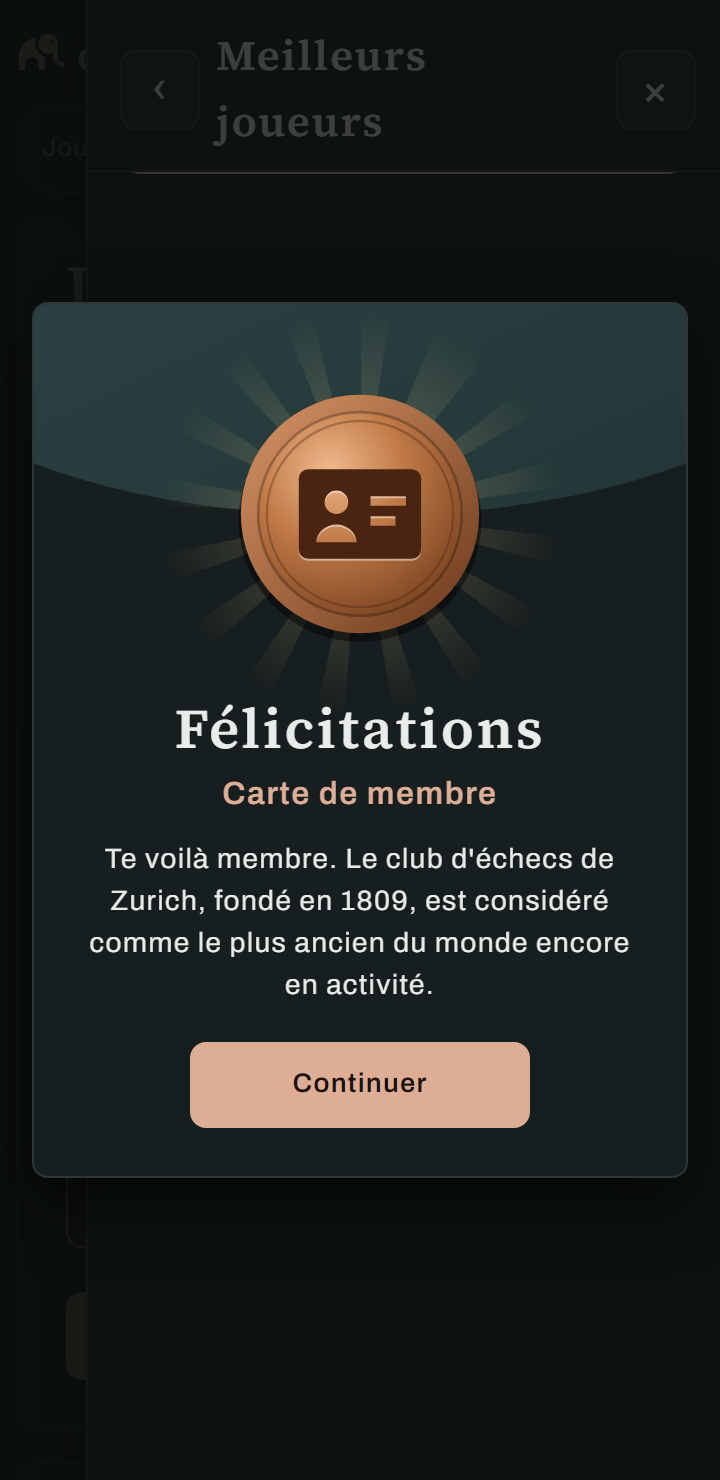 Meilleurs
joueurs
Jou
Félicitations
Carte de membre
Te voilà membre. Le club d'échecs de
Zurich, fondé en 1809, est considéré
comme le plus ancien du monde encore
en activité.
Continuer